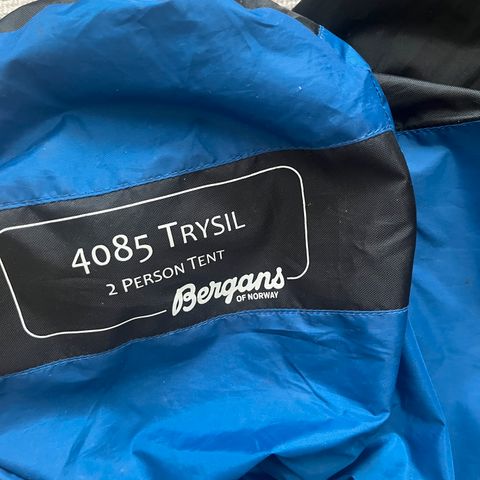 4085 TRYSIL
2 PERSON TENT
Bergans
OF NORWAY